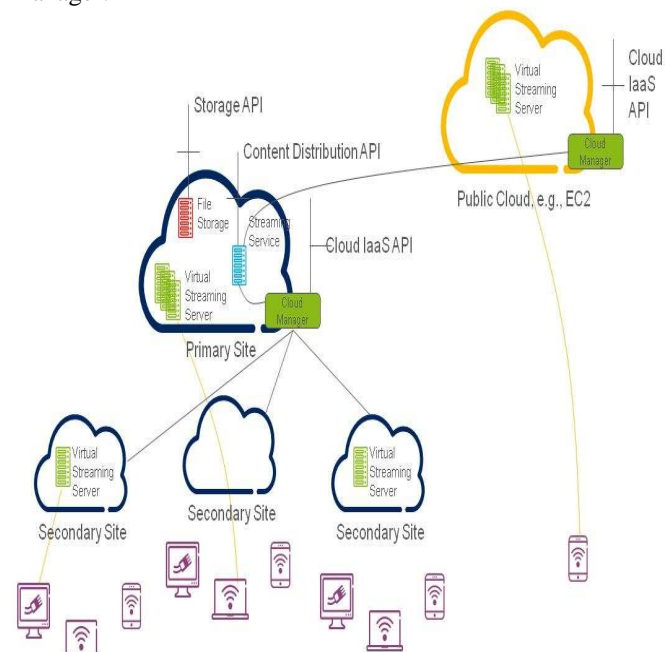 Cloud
IaaS
API
Virtual
Streaming
Server
Cloud
Manager
Public Cloud, e.g., EC2
Storage API
Content Distribution API
File
Storage
Streaming
Service
Cloud IaaS API
Virtual
Streaming
Server
Cloud
Manager
Primary Site
Virtual
Streaming
Server
Secondary Site
Secondary Site
Virtual
Streaming
Server
Secondary Site